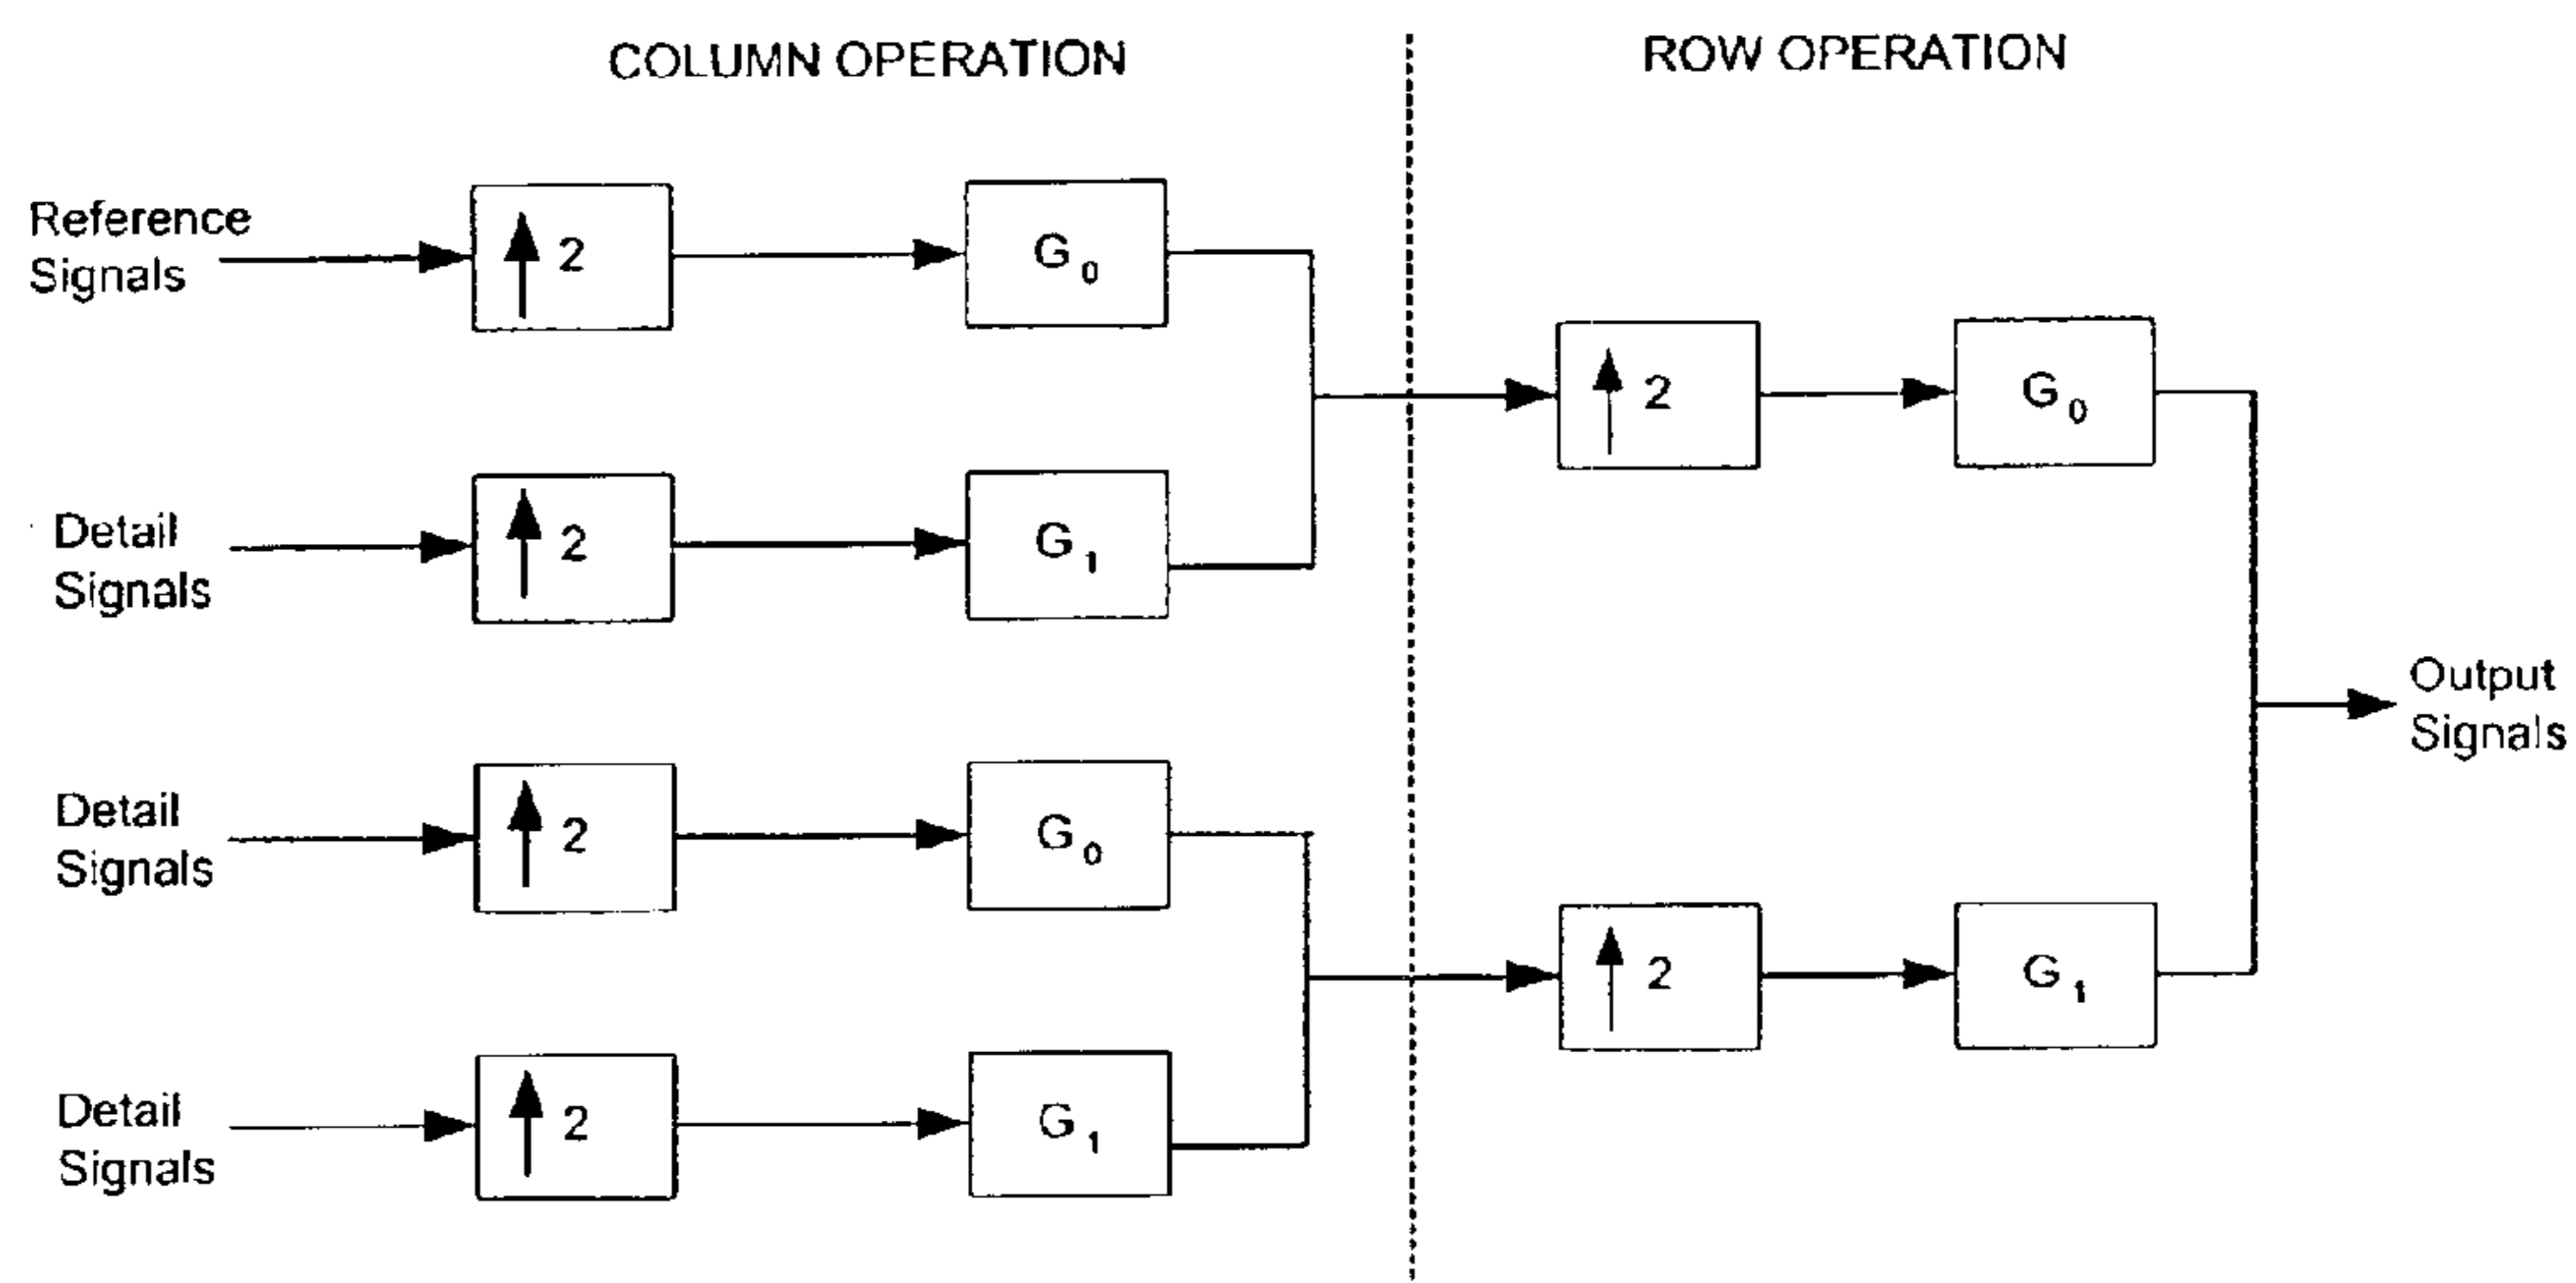 COLUMN OPERATION
ROW OPERATION
Reference
Signals
↑ 2
G₀
Detail
Signals
↑ 2
G₁
↑ 2
G₀
Detail
Signals
↑ 2
G₀
Detail
Signals
↑ 2
G₁
↑ 2
G₁
Output
Signals